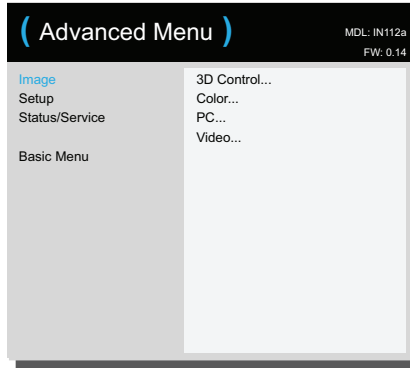 ( Advanced Menu )
MDL: IN112a
FW: 0.14
Image
Setup
Status/Service
Basic Menu
3D Control...
Color...
PC...
Video...